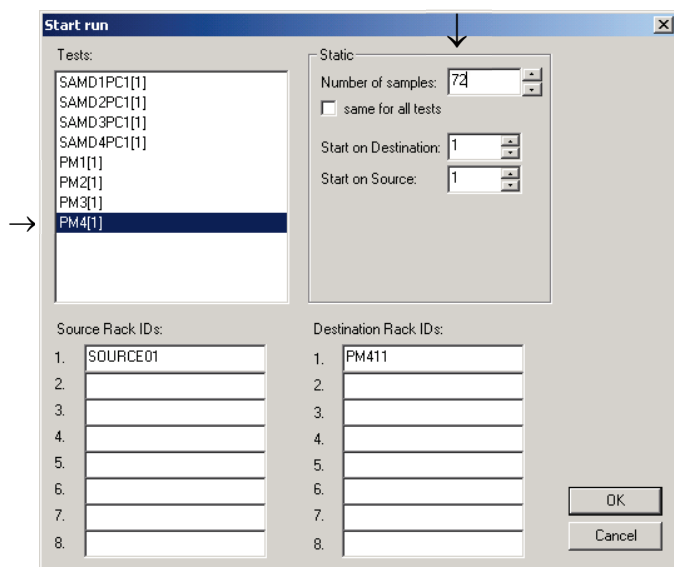 Start run
Tests:
SAMD1PC1[1]
SAMD2PC1[1]
SAMD3PC1[1]
SAMD4PC1[1]
PM1[1]
PM2[1]
PM3[1]
PM4[1]
Static
Number of samples: 72
same for all tests
Start on Destination: 1
Start on Source: 1
Source Rack IDs:
1. SOURCE01
2.
3.
4.
5.
6.
7.
8.
Destination Rack IDs:
1. PM411
2.
3.
4.
5.
6.
7.
8.
OK
Cancel